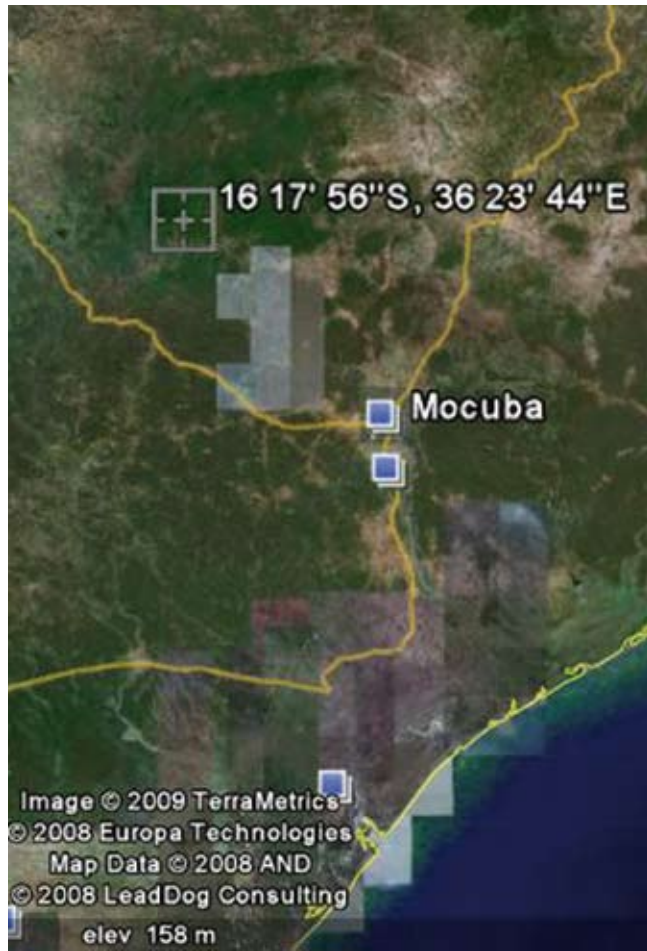 16 17' 56"S, 36 23' 44"E
Mocuba
Image © 2009 TerraMetrics
© 2008 Europa Technologies
Map Data © 2008 AND
© 2008 LeadDog Consulting
elev 158 m